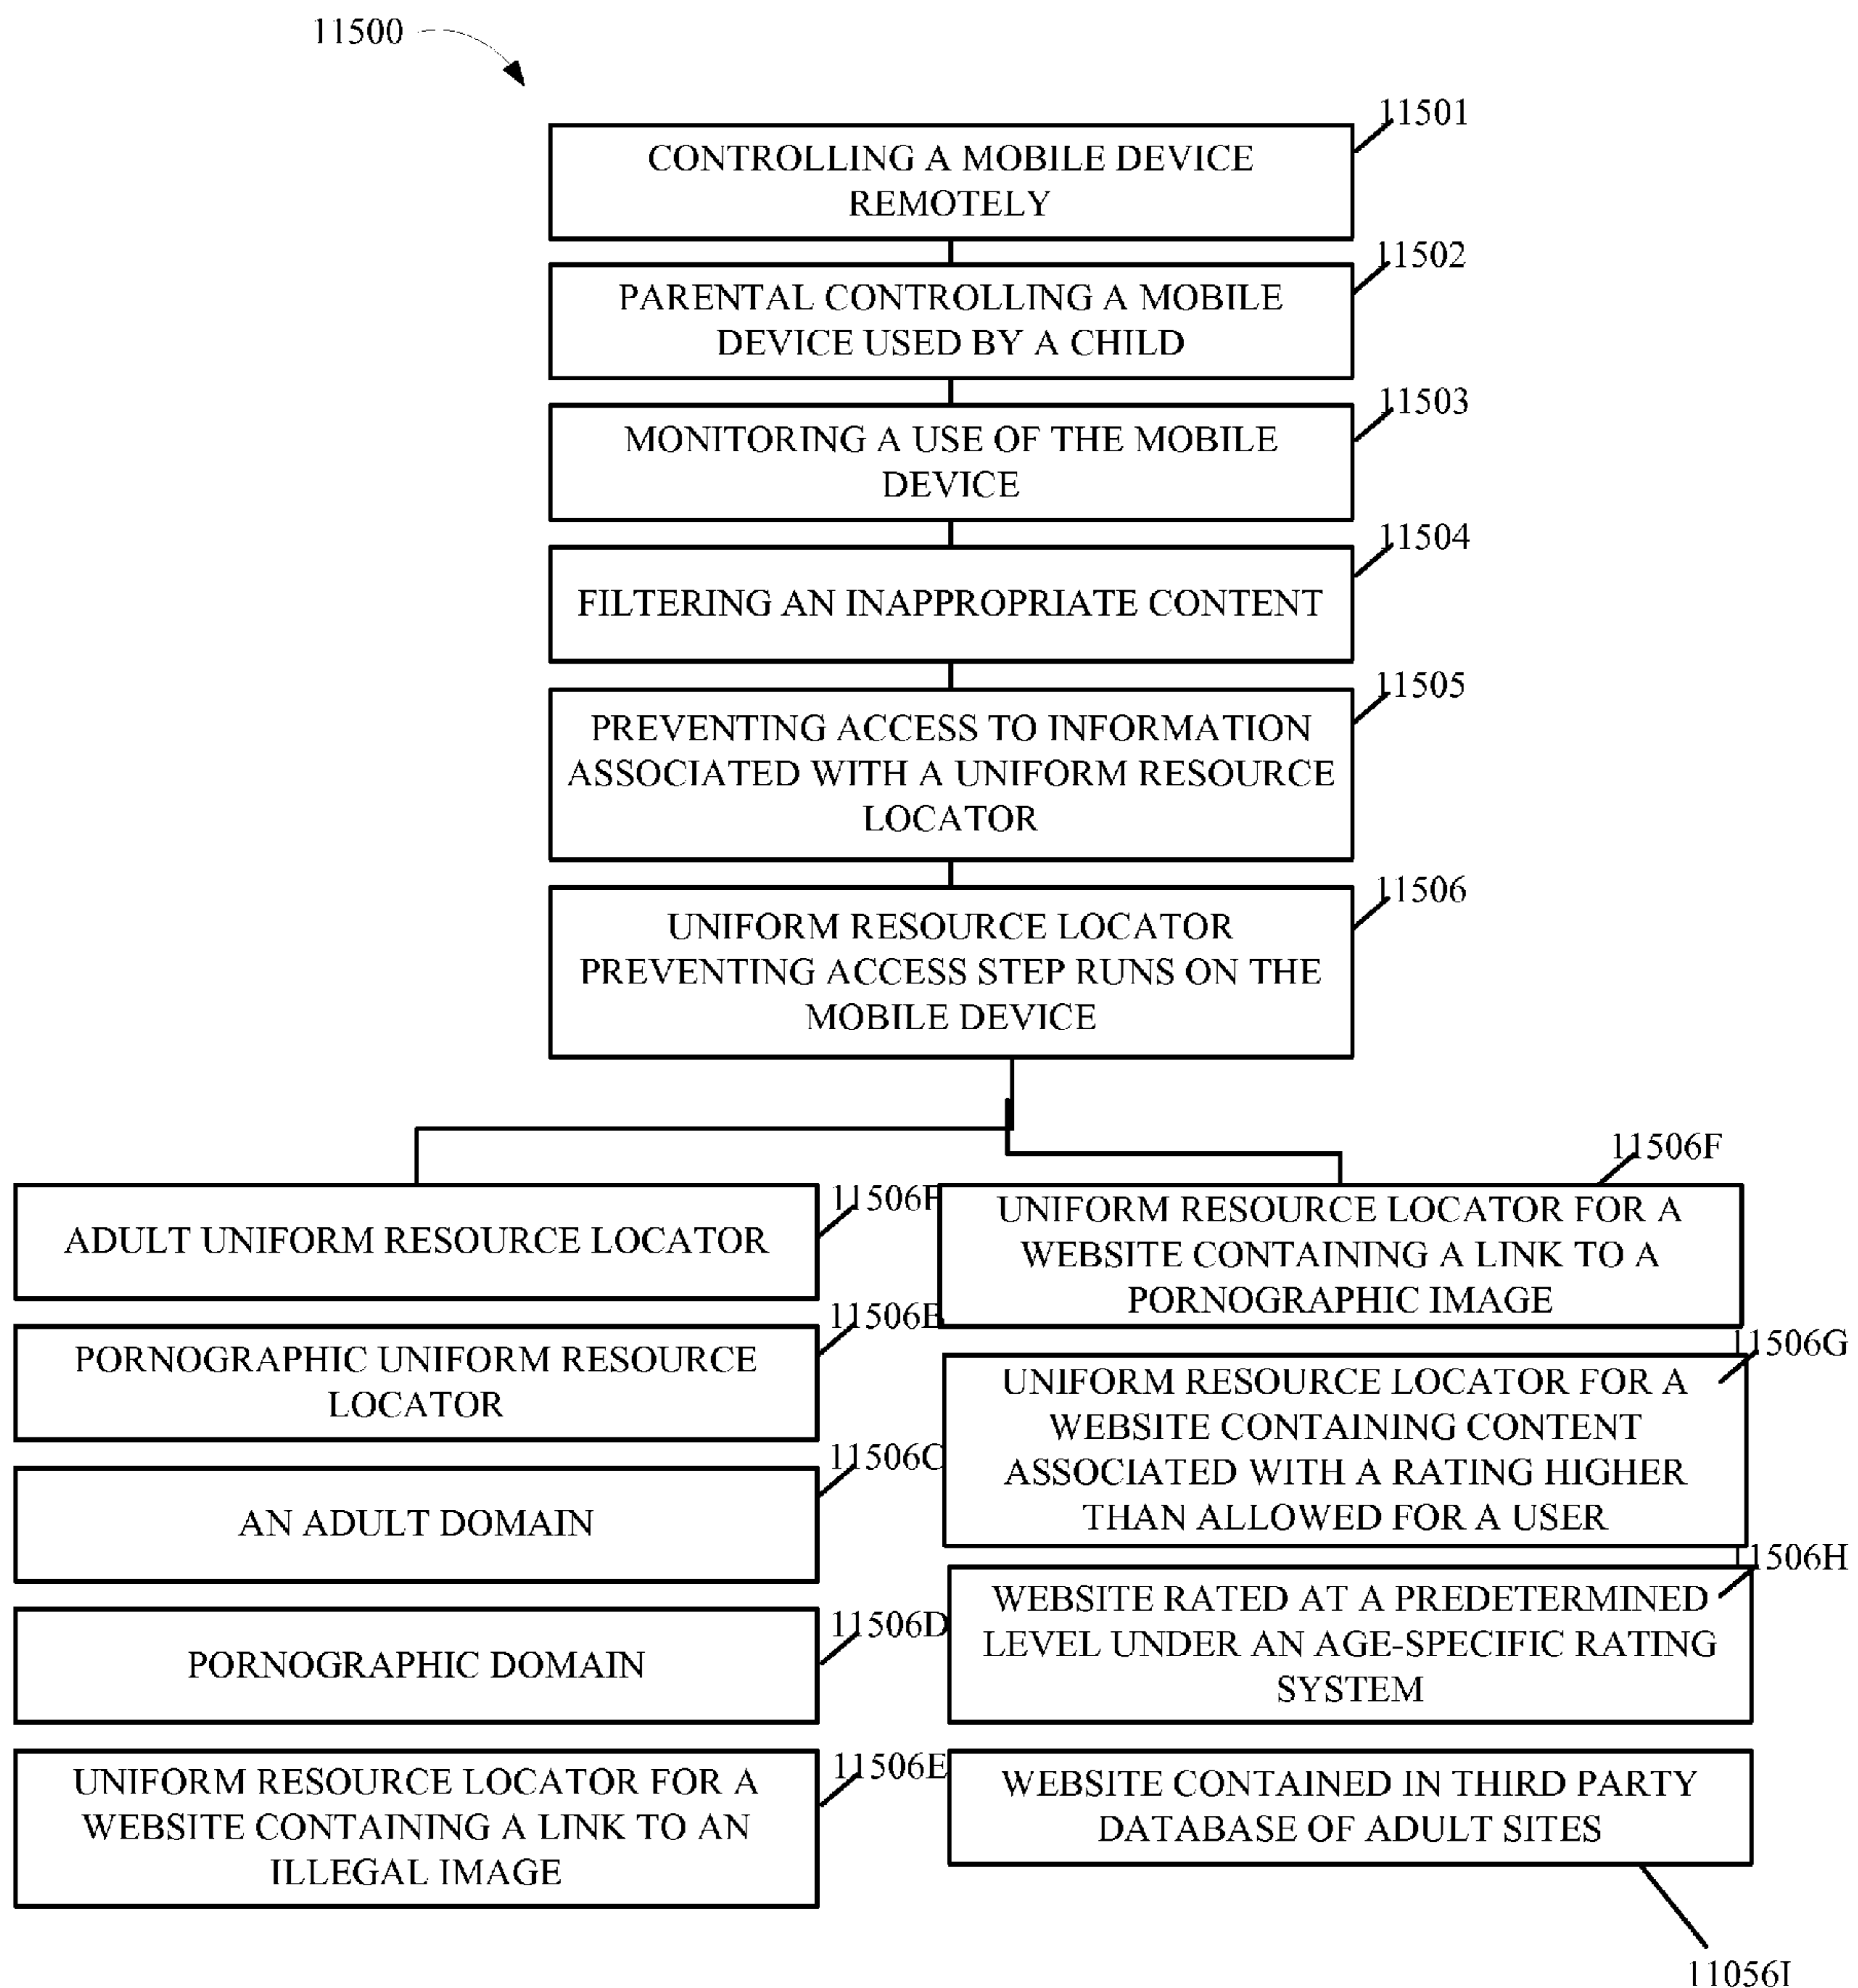 11500
11501
CONTROLLING A MOBILE DEVICE
REMOTELY
11502
PARENTAL CONTROLLING A MOBILE
DEVICE USED BY A CHILD
11503
MONITORING A USE OF THE MOBILE
DEVICE
11504
FILTERING AN INAPPROPRIATE CONTENT
11505
PREVENTING ACCESS TO INFORMATION
ASSOCIATED WITH A UNIFORM RESOURCE
LOCATOR
11506
UNIFORM RESOURCE LOCATOR
PREVENTING ACCESS STEP RUNS ON THE
MOBILE DEVICE
11506F
ADULT UNIFORM RESOURCE LOCATOR
11506E
PORNOGRAPHIC UNIFORM RESOURCE
LOCATOR
11506C
AN ADULT DOMAIN
11506D
PORNOGRAPHIC DOMAIN
11506E
UNIFORM RESOURCE LOCATOR FOR A
WEBSITE CONTAINING A LINK TO AN
ILLEGAL IMAGE
11506F
UNIFORM RESOURCE LOCATOR FOR A
WEBSITE CONTAINING A LINK TO A
PORNOGRAPHIC IMAGE
11506G
UNIFORM RESOURCE LOCATOR FOR A
WEBSITE CONTAINING CONTENT
ASSOCIATED WITH A RATING HIGHER
THAN ALLOWED FOR A USER
1506H
WEBSITE RATED AT A PREDETERMINED
LEVEL UNDER AN AGE-SPECIFIC RATING
SYSTEM
WEBSITE CONTAINED IN THIRD PARTY
DATABASE OF ADULT SITES
11056I